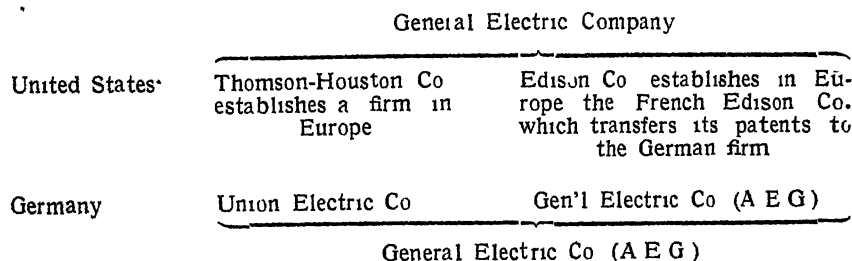 General Electric Company
United States·
Thomson-Houston Co
establishes a firm in
Europe
Edison Co establishes in Eu-
rope the French Edison Co.
which transfers its patents to
the German firm
Germany
Union Electric Co
Gen'l Electric Co (A E G)
General Electric Co (A E G)